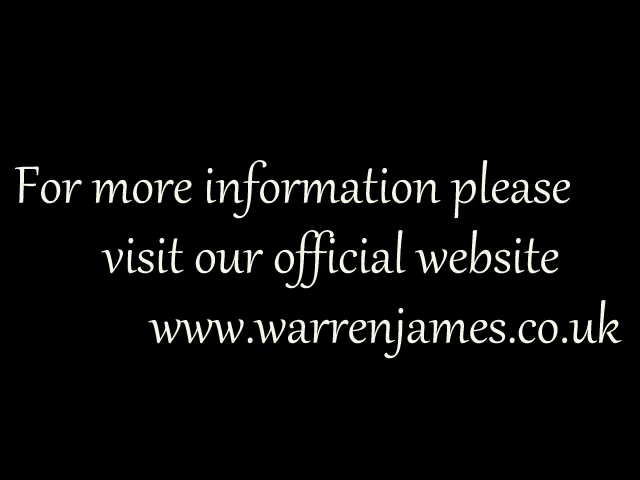 For more information please
visit our official website
www.warrenjames.co.uk